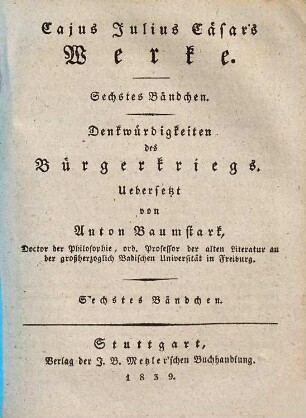 Cajus Julius Cäsar's
Werke.
Sechstes Bändchen.
Denkwürdigkeiten
des
Bürgerkriegs.
Uebersetzt
von
Anton Baumstark,
Doctor der Philosophie, ord. Professor der alten Literatur an
der großherzoglich Badischen Universität in Freiburg.
Sechstes Bändchen.
Stuttgart,
Verlag der J. B. Metzler'schen Buchhandlung.
1839.